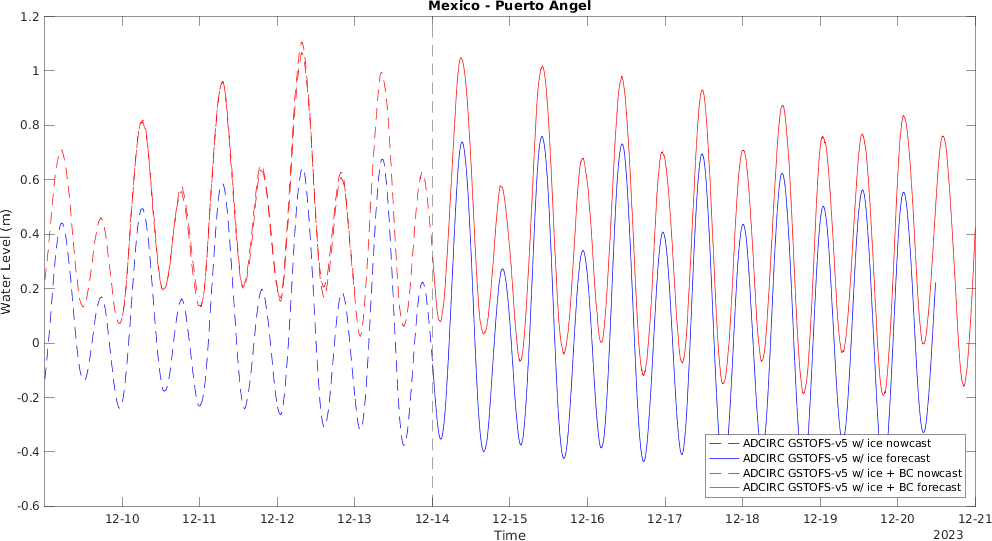 Mexico - Puerto Angel
Water Level (m)
1.2
1
0.8
0.6
0.4
0.2
0
-0.2
-0.4
-0.6
ADCIRC GSTOFS-v5 w/ ice nowcast
ADCIRC GSTOFS-v5 w/ ice forecast
ADCIRC GSTOFS-v5 w/ ice + BC nowcast
ADCIRC GSTOFS-v5 w/ ice + BC forecast
12-10 12-11 12-12 12-13 12-14 12-15 12-16 12-17 12-18 12-19 12-20 12-21
Time
2023